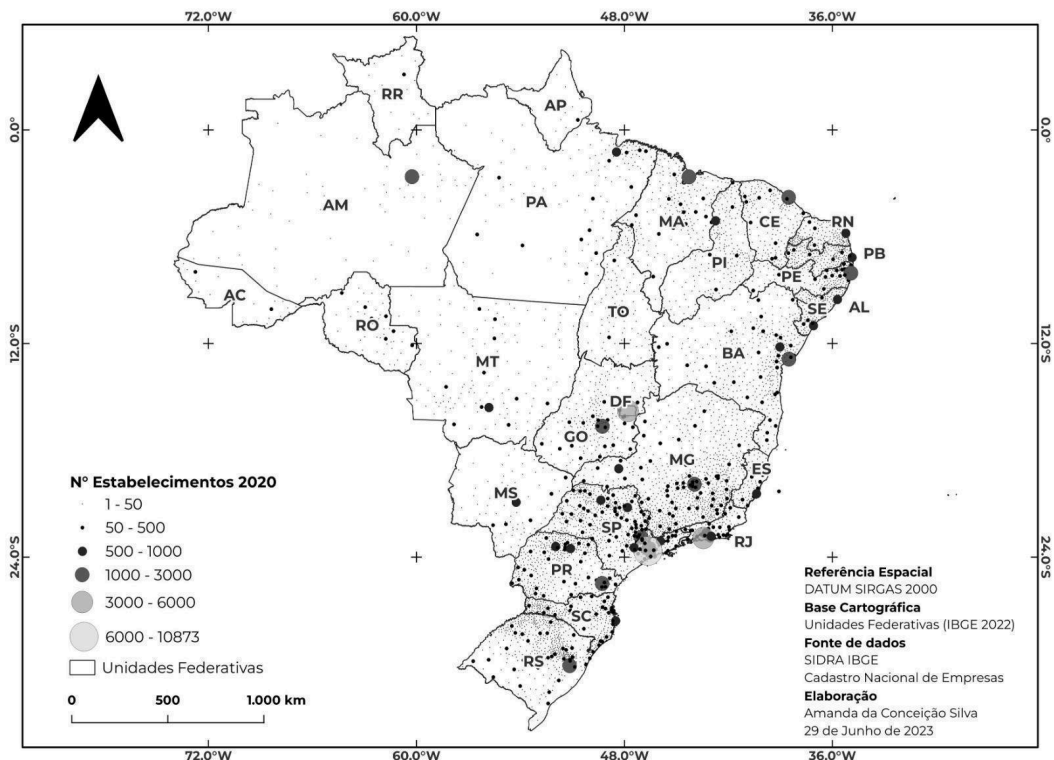 72.0°W 60.0°W 48.0°W 36.0°W
0.0° 0.0°
12.0°S 12.0°S
24.0°S 24.0°S
RR
AP
AM
PA
MA
CE
RN
PB
PI
PE
AL
SE
AC
RO
TO
MT
BA
DF
GO
MG
ES
MS
SP
RJ
PR
SC
RS
N° Estabelecimentos 2020
1 - 50
50 - 500
500 - 1000
1000 - 3000
3000 - 6000
6000 - 10873
Unidades Federativas
0 500 1.000 km
Referência Espacial
DATUM SIRGAS 2000
Base Cartográfica
Unidades Federativas (IBGE 2022)
Fonte de dados
SIDRA IBGE
Cadastro Nacional de Empresas
Elaboração
Amanda da Conceição Silva
29 de Junho de 2023
72.0°W 60.0°W 48.0°W 36.0°W